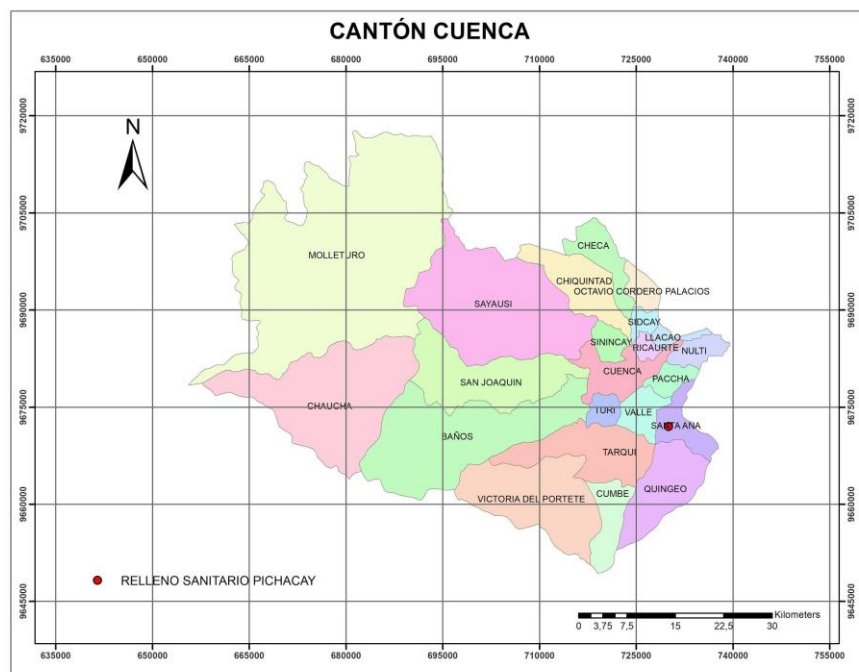 CANTÓN CUENCA
635000 650000 665000 680000 695000 710000 725000 740000 755000
9720000
9705000
9690000
9675000
9660000
9645000
9720000
9705000
9690000
9675000
9660000
9645000
N
CHECA
MOLLETURO
CHIQUINTAD
OCTAVIO CORDERO PALACIOS
SAYAUSI
SIDCAY
LLACAO
SININCAY
RICAURTE
NULTI
CUENCA
PACCHA
SAN JOAQUIN
CHAUCHA
TURI
VALLE
SANTA ANA
BAÑOS
TARQUI
QUINGEO
CUMBE
VICTORIA DEL PORTETE
RELLENO SANITARIO PICHACAY
Kilometers
0 3,75 7,5 15 22,5 30
635000 650000 665000 680000 695000 710000 725000 740000 755000